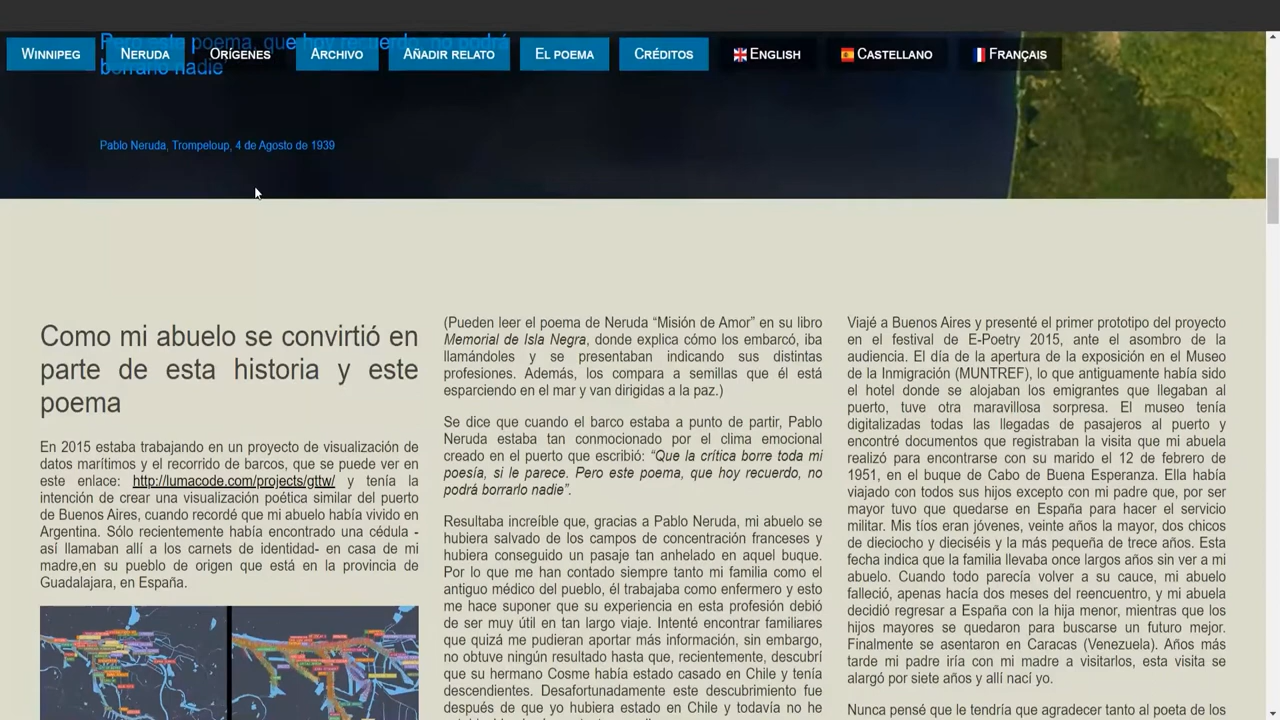 Pero este poema, que hoy recuerdo, no podrá
borrarlo nadie
Winnipeg
Neruda
Orígenes
Archivo
Añadir relato
El poema
Créditos
English
Castellano
Français
Pablo Neruda, Trompeloup, 4 de Agosto de 1939
Como mi abuelo se convirtió en
parte de esta historia y este
poema
En 2015 estaba trabajando en un proyecto de visualización de
datos marítimos y el recorrido de barcos, que se puede ver en
este enlace: http://lumacode.com/projects/gttw/ y tenía la
intención de crear una visualización poética similar del puerto
de Buenos Aires, cuando recordé que mi abuelo había vivido en
Argentina. Sólo recientemente había encontrado una cédula -
así llamaban allí a los carnets de identidad- en casa de mi
madre,en su pueblo de origen que está en la provincia de
Guadalajara, en España.
(Pueden leer el poema de Neruda “Misión de Amor” en su libro
Memorial de Isla Negra, donde explica cómo los embarcó, iba
llamándoles y se presentaban indicando sus distintas
profesiones. Además, los compara a semillas que él está
esparciendo en el mar y van dirigidas a la paz.)
Se dice que cuando el barco estaba a punto de partir, Pablo
Neruda estaba tan conmocionado por el clima emocional
creado en el puerto que escribió: “Que la crítica borre toda mi
poesía, si le parece. Pero este poema, que hoy recuerdo, no
podrá borrarlo nadie”.
Resultaba increíble que, gracias a Pablo Neruda, mi abuelo se
hubiera salvado de los campos de concentración franceses y
hubiera conseguido un pasaje tan anhelado en aquel buque.
Por lo que me han contado siempre tanto mi familia como el
antiguo médico del pueblo, él trabajaba como enfermero y esto
me hace suponer que su experiencia en esta profesión debió
de ser muy útil en tan largo viaje. Intenté encontrar familiares
que quizá me pudieran aportar más información, sin embargo,
no obtuve ningún resultado hasta que, recientemente, descubrí
que su hermano Cosme había estado casado en Chile y tenía
descendientes. Desafortunadamente este descubrimiento fue
después de que yo hubiera estado en Chile y todavía no he
Viajé a Buenos Aires y presenté el primer prototipo del proyecto
en el festival de E-Poetry 2015, ante el asombro de la
audiencia. El día de la apertura de la exposición en el Museo
de la Inmigración (MUNTREF), lo que antiguamente había sido
el hotel donde se alojaban los emigrantes que llegaban al
puerto, tuve otra maravillosa sorpresa. El museo tenía
digitalizadas todas las llegadas de pasajeros al puerto y
encontré documentos que registraban la visita que mi abuela
realizó para encontrarse con su marido el 12 de febrero de
1951, en el buque de Cabo de Buena Esperanza. Ella había
viajado con todos sus hijos excepto con mi padre que, por ser
mayor tuvo que quedarse en España para hacer el servicio
militar. Mis tíos eran jóvenes, veinte años la mayor, dos chicos
de dieciocho y dieciséis y la más pequeña de trece años. Esta
fecha indica que la familia llevaba once largos años sin ver a mi
abuelo. Cuando todo parecía volver a su cauce, mi abuelo
falleció, apenas hacía dos meses del reencuentro, y mi abuela
decidió regresar a España con la hija menor, mientras que los
hijos mayores se quedaron para buscarse un futuro mejor.
Finalmente se asentaron en Caracas (Venezuela). Años más
tarde mi padre iría con mi madre a visitarlos, esta visita se
alargó por siete años y allí nací yo.
Nunca pensé que le tendría que agradecer tanto al poeta de los